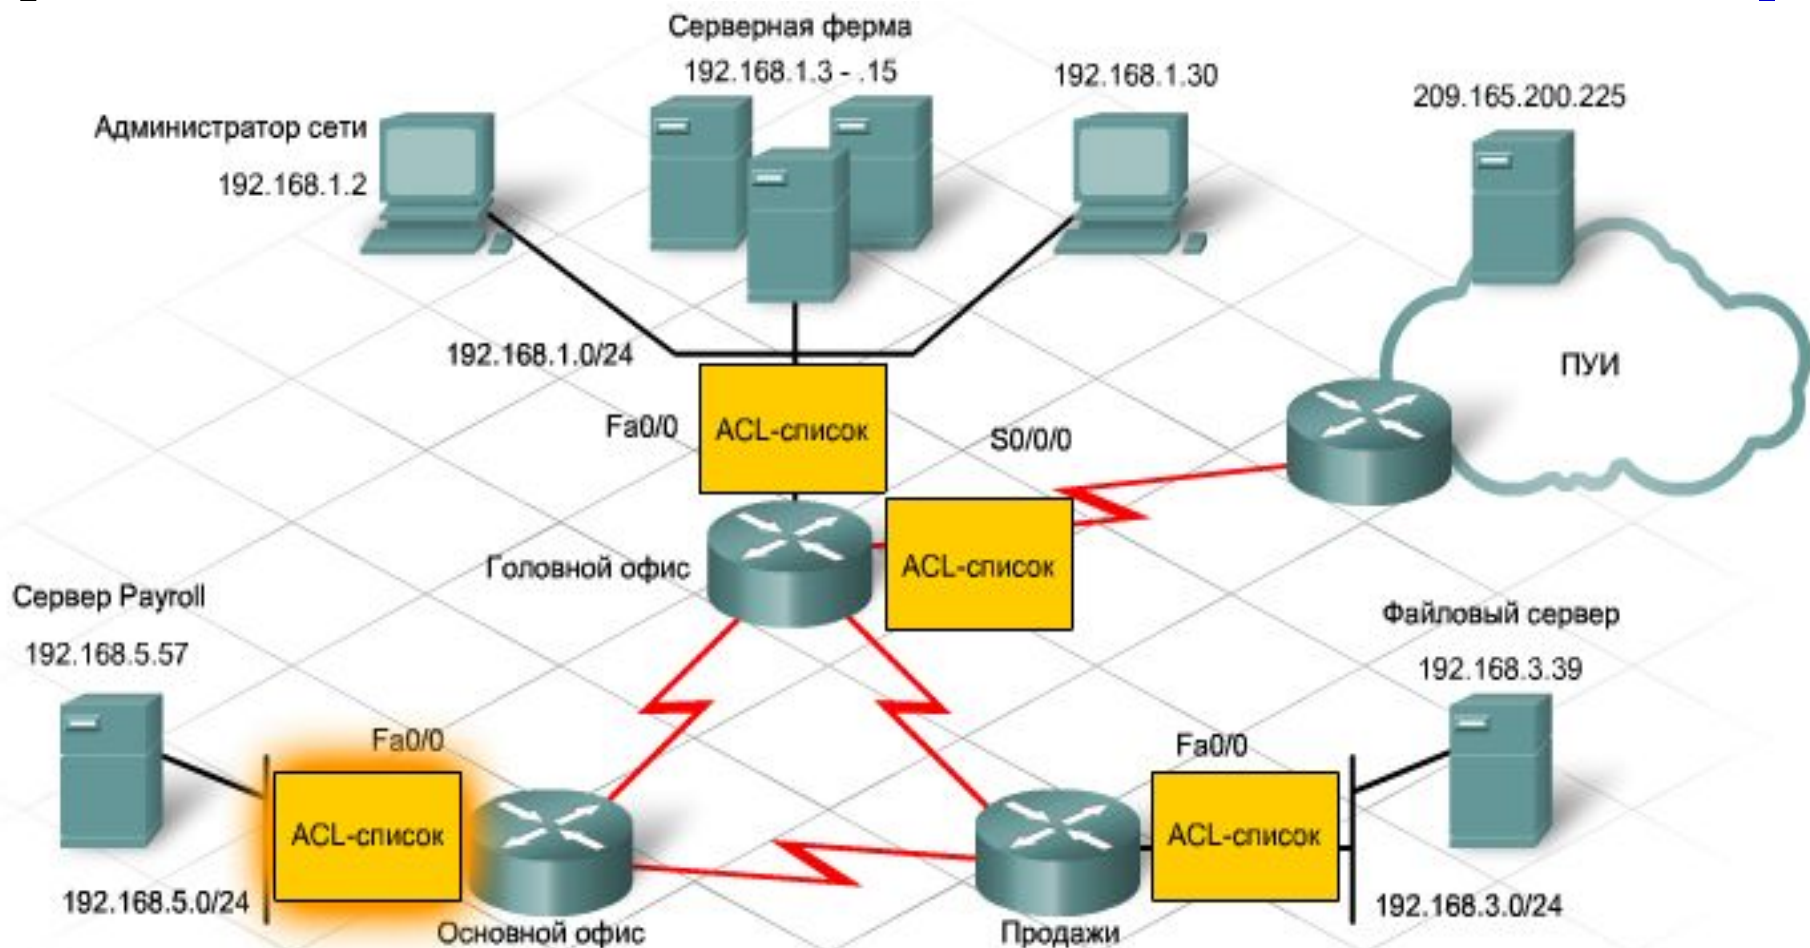 Серверная ферма
192.168.1.3 - .15
192.168.1.30
209.165.200.225
Администратор сети
192.168.1.2
192.168.1.0/24
ПУИ
Fa0/0
ACL-список
S0/0/0
Головной офис
ACL-список
Сервер Payroll
192.168.5.57
Файловый сервер
192.168.3.39
Fa0/0
Fa0/0
ACL-список
ACL-список
192.168.5.0/24
192.168.3.0/24
Основной офис
Продажи